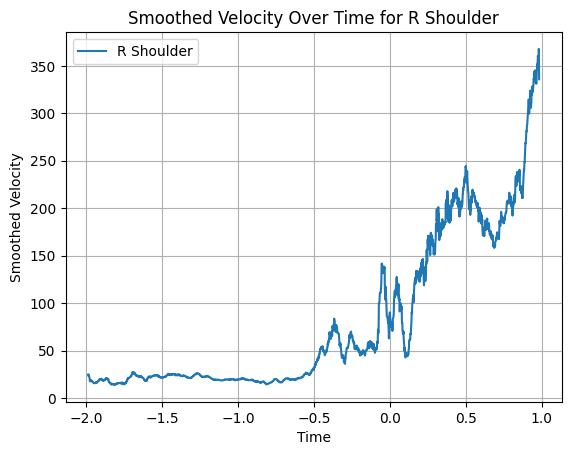 Smoothed Velocity Over Time for R Shoulder
R Shoulder
Smoothed Velocity
350
300
250
200
150
100
50
0
−2.0 −1.5 −1.0 −0.5 0.0 0.5 1.0
Time